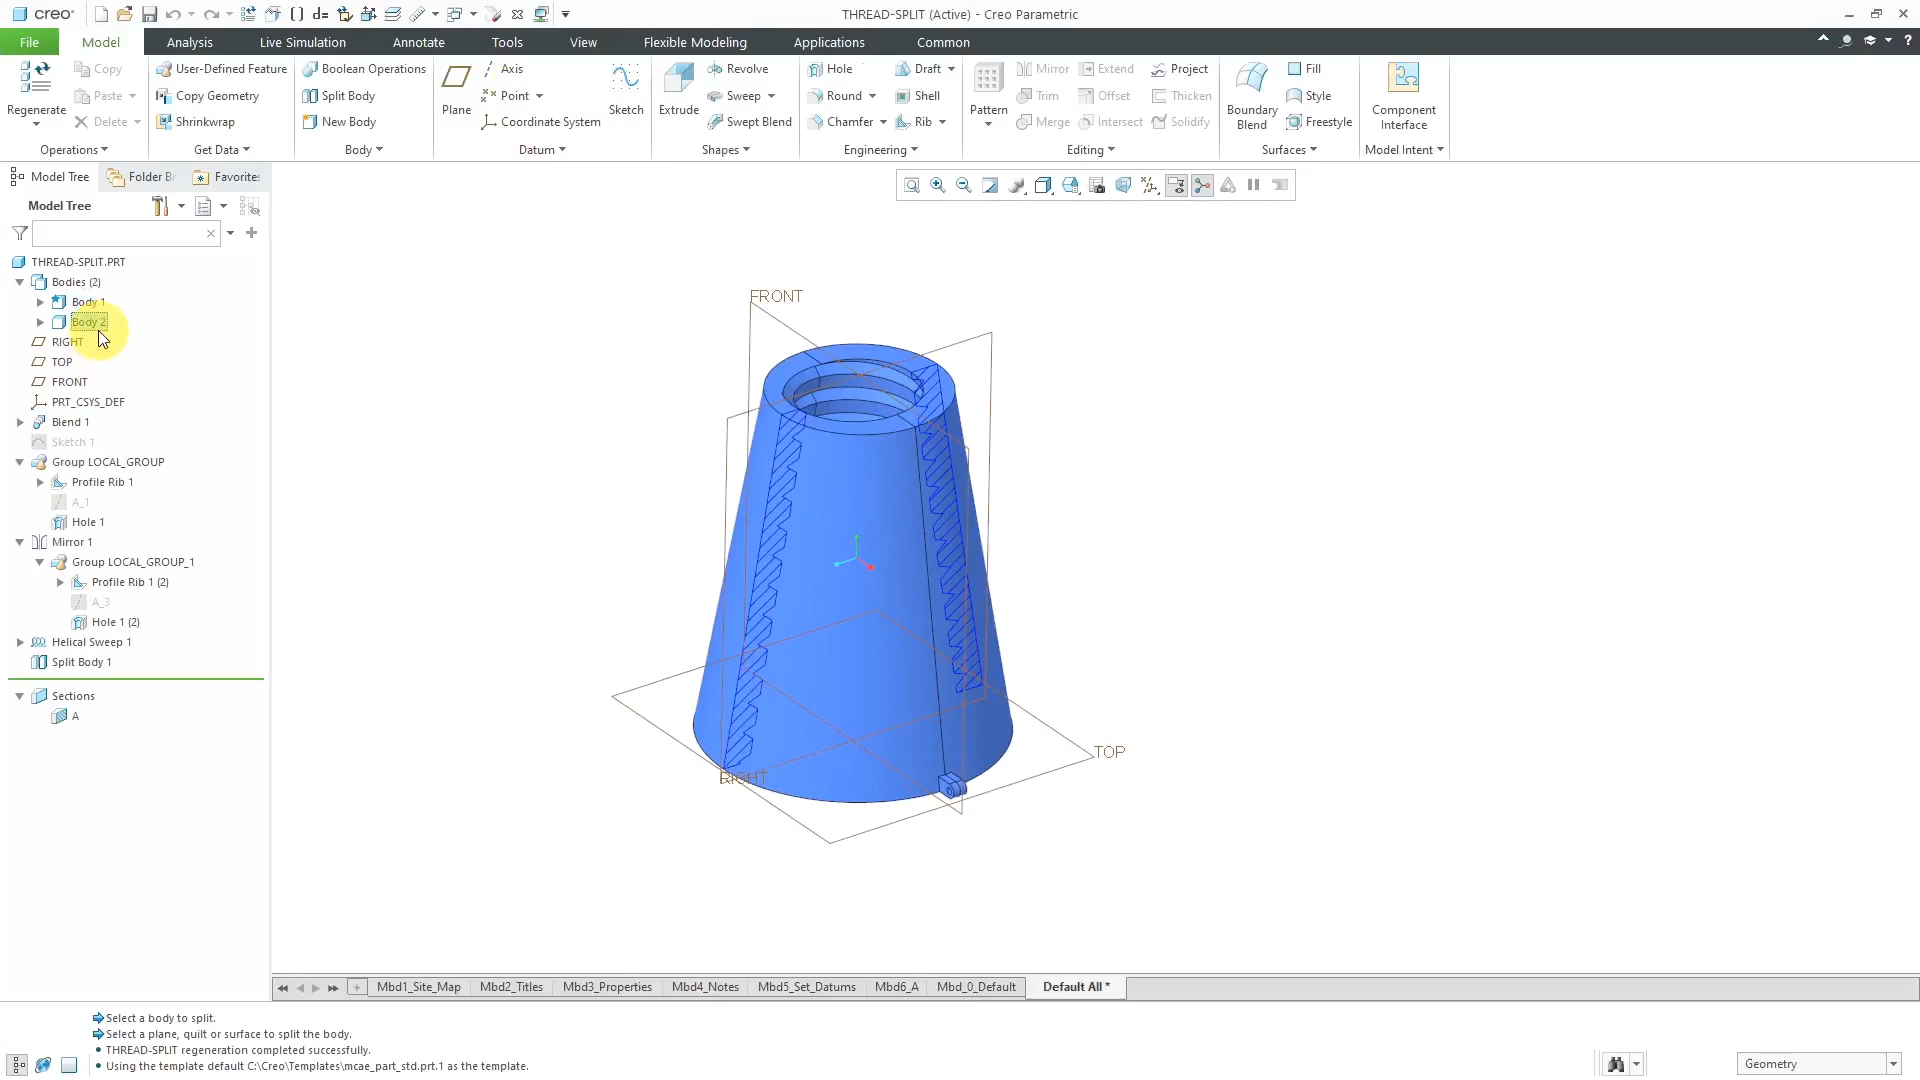 creo
THREAD-SPLIT (Active) - Creo Parametric
File Model Analysis Live Simulation Annotate Tools View Flexible Modeling Applications Common
Regenerate
Copy
Paste
Delete
Operations
User-Defined Feature
Copy Geometry
Shrinkwrap
Get Data
Boolean Operations
Split Body
New Body
Body
Plane
Axis
Point
Coordinate System
Sketch
Datum
Extrude
Revolve
Sweep
Swept Blend
Shapes
Hole
Round
Chamfer
Draft
Shell
Rib
Engineering
Pattern
Mirror
Trim
Merge
Extend
Offset
Intersect
Project
Thicken
Solidify
Editing
Boundary
Blend
Fill
Style
Freestyle
Surfaces
Component
Interface
Model Intent
Model Tree Folder Br Favorites
Model Tree
THREAD-SPLIT.PRT
Bodies (2)
Body 1
Body 2
RIGHT
TOP
FRONT
PRT_CSYS_DEF
Blend 1
Sketch 1
Group LOCAL_GROUP
Profile Rib 1
A_1
Hole 1
Mirror 1
Group LOCAL_GROUP_1
Profile Rib 1 (2)
A_3
Hole 1 (2)
Helical Sweep 1
Split Body 1
Sections
A
FRONT
TOP
RIGHT
Mbd1_Site_Map Mbd2_Titles Mbd3_Properties Mbd4_Notes Mbd5_Set_Datums Mbd6_A Mbd_0_Default Default All *
Select a body to split.
Select a plane, quilt or surface to split the body.
• THREAD-SPLIT regeneration completed successfully.
• Using the template default C:\Creo\Templates\mcae_part_std.prt.1 as the template.
Geometry